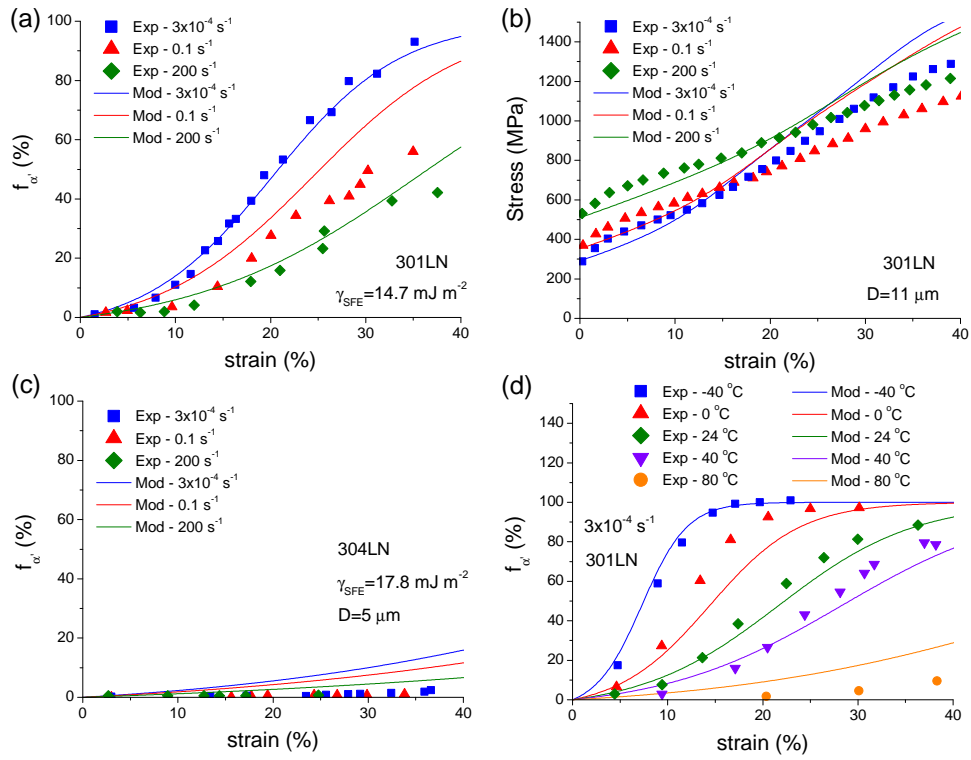 (a)
100
80
60
40
20
0
f_α' (%)
Exp - 3x10⁻⁴ s⁻¹
Exp - 0.1 s⁻¹
Exp - 200 s⁻¹
Mod - 3x10⁻⁴ s⁻¹
Mod - 0.1 s⁻¹
Mod - 200 s⁻¹
301LN
γ_SFE=14.7 mJ m⁻²
0 10 20 30 40
strain (%)
(b)
1400
1200
1000
800
600
400
200
0
Stress (MPa)
Exp - 3x10⁻⁴ s⁻¹
Exp - 0.1 s⁻¹
Exp - 200 s⁻¹
Mod - 3x10⁻⁴ s⁻¹
Mod - 0.1 s⁻¹
Mod - 200 s⁻¹
301LN
D=11 μm
0 10 20 30 40
strain (%)
(c)
100
80
60
40
20
0
f_α' (%)
Exp - 3x10⁻⁴ s⁻¹
Exp - 0.1 s⁻¹
Exp - 200 s⁻¹
Mod - 3x10⁻⁴ s⁻¹
Mod - 0.1 s⁻¹
Mod - 200 s⁻¹
304LN
γ_SFE=17.8 mJ m⁻²
D=5 μm
0 10 20 30 40
strain (%)
(d)
Exp - -40 °C
Exp - 0 °C
Exp - 24 °C
Exp - 40 °C
Exp - 80 °C
Mod - -40 °C
Mod - 0 °C
Mod - 24 °C
Mod - 40 °C
Mod - 80 °C
100
80
60
40
20
0
f_α' (%)
3x10⁻⁴ s⁻¹
301LN
0 10 20 30 40
strain (%)